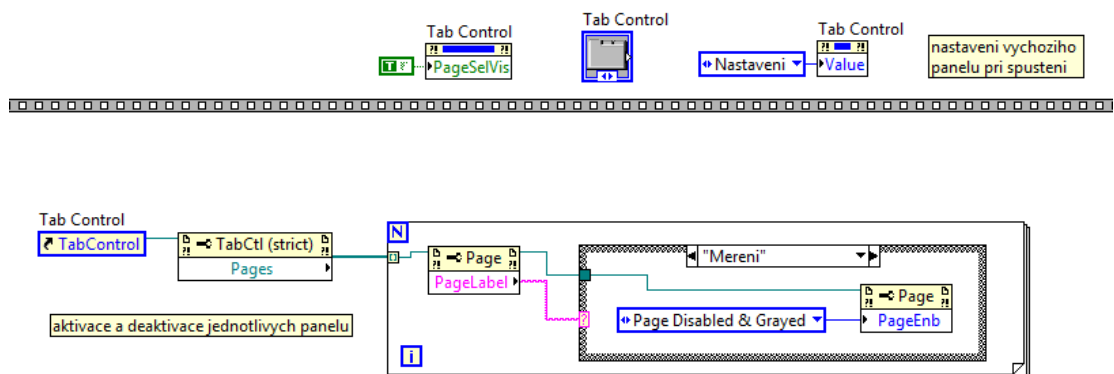 Tab Control
PageSelVis
Tab Control
Nastaveni
Tab Control
Value
nastaveni vychoziho
panelu pri spusteni
Tab Control
TabControl
TabCtl (strict)
Pages
aktivace a deaktivace jednotlivych panelu
N
Page
PageLabel
"Mereni"
Page Disabled & Grayed
Page
PageEnb
?
i
T